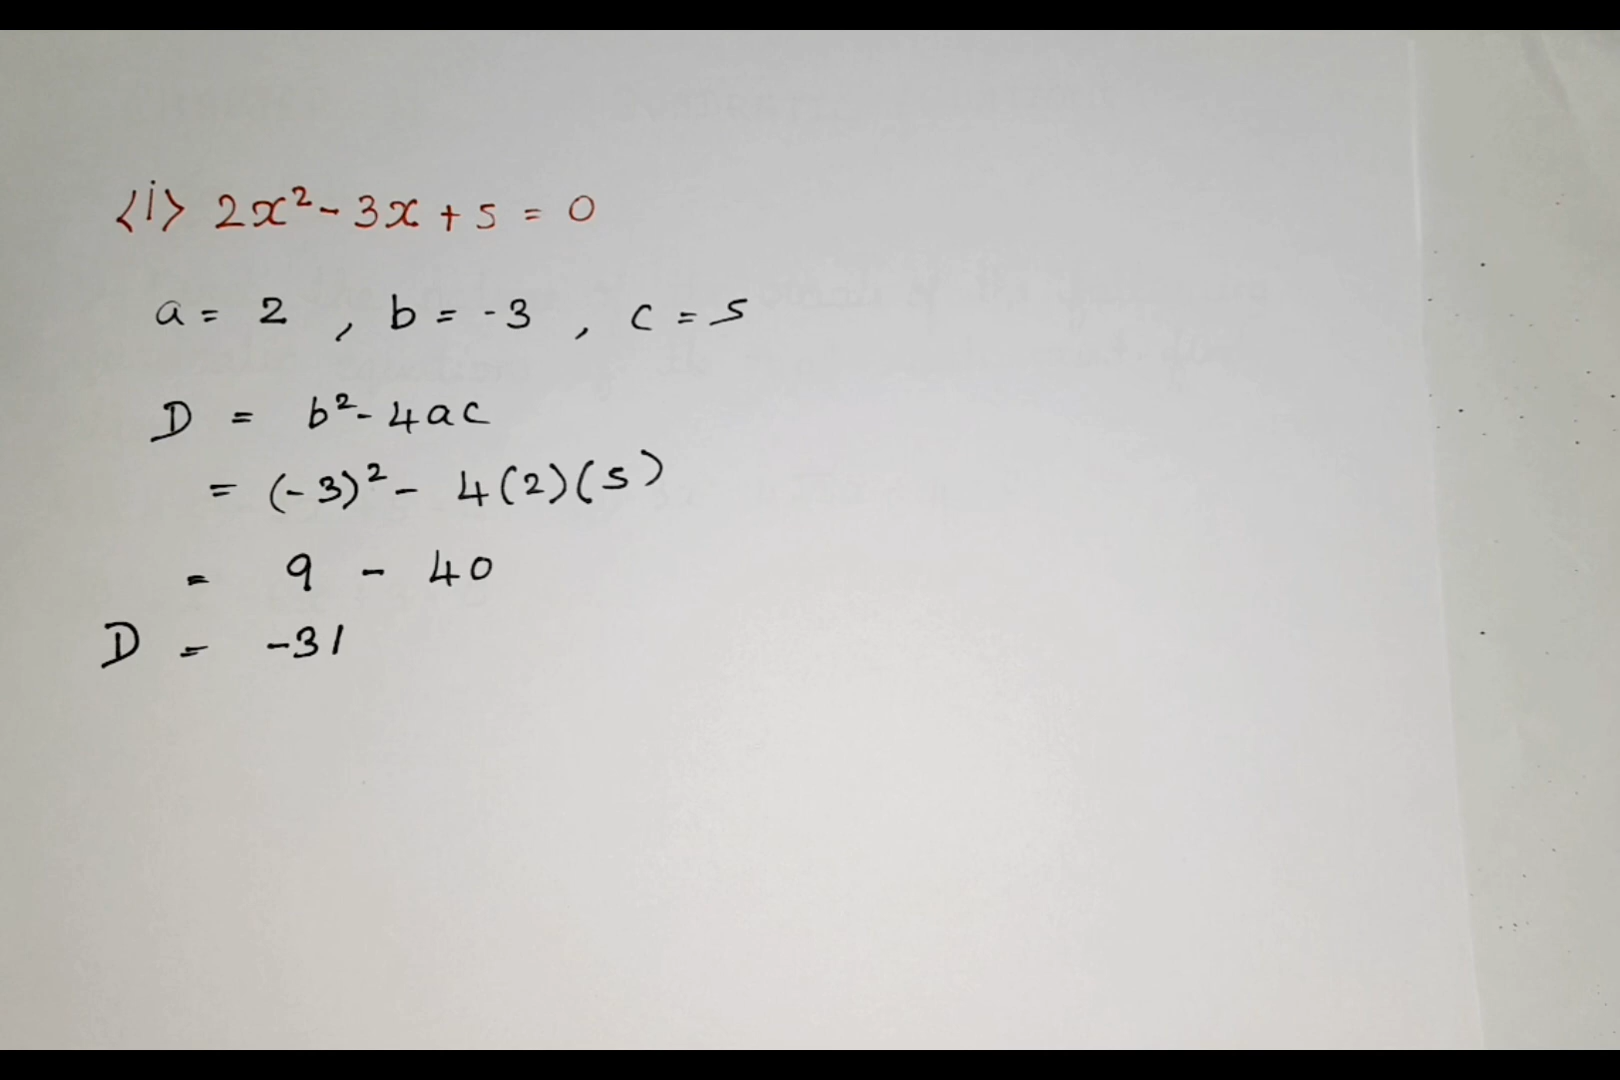 <i> 2x² - 3x + 5 = 0
a = 2 , b = -3 , c = 5
D = b² - 4ac
= (-3)² - 4(2)(5)
= 9 - 40
D = -31